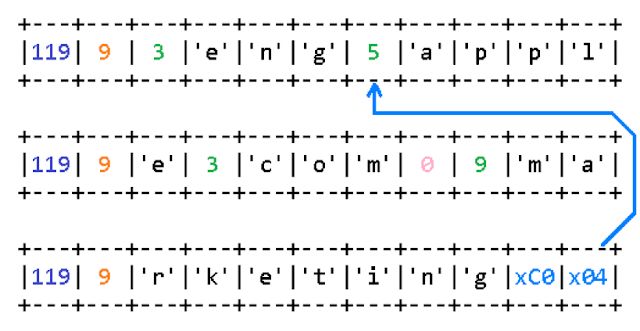 +---+---+---+---+---+---+---+---+---+---+---+
|119| 9 | 3 |'e'|'n'|'g'| 5 |'a'|'p'|'p'|'l'|
+---+---+---+---+---+---+---+---+---+---+---+
+---+---+---+---+---+---+---+---+---+---+---+
|119| 9 |'e'| 3 |'c'|'o'|'m'| 0 | 9 |'m'|'a'|
+---+---+---+---+---+---+---+---+---+---+---+
+---+---+---+---+---+---+---+---+---+---+---+
|119| 9 |'r'|'k'|'e'|'t'|'i'|'n'|'g'|xC0|x04|
+---+---+---+---+---+---+---+---+---+---+---+